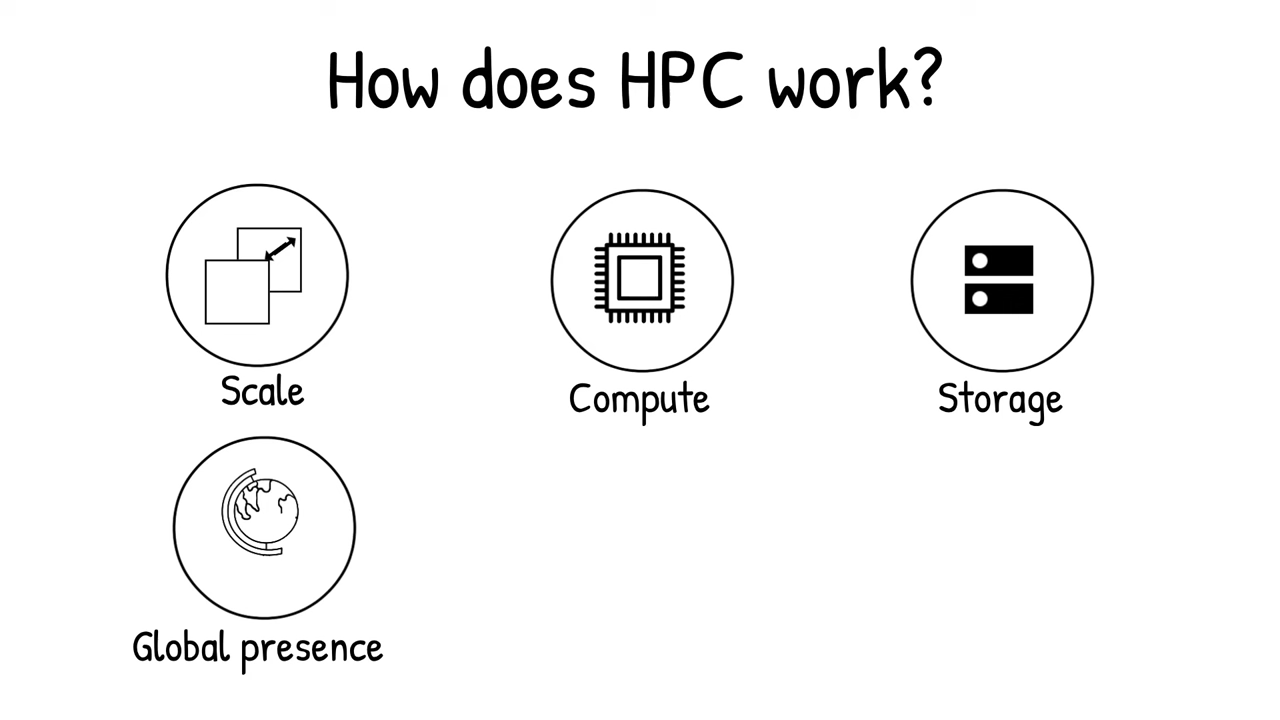 How does HPC work?
Scale
Compute
Storage
Global presence